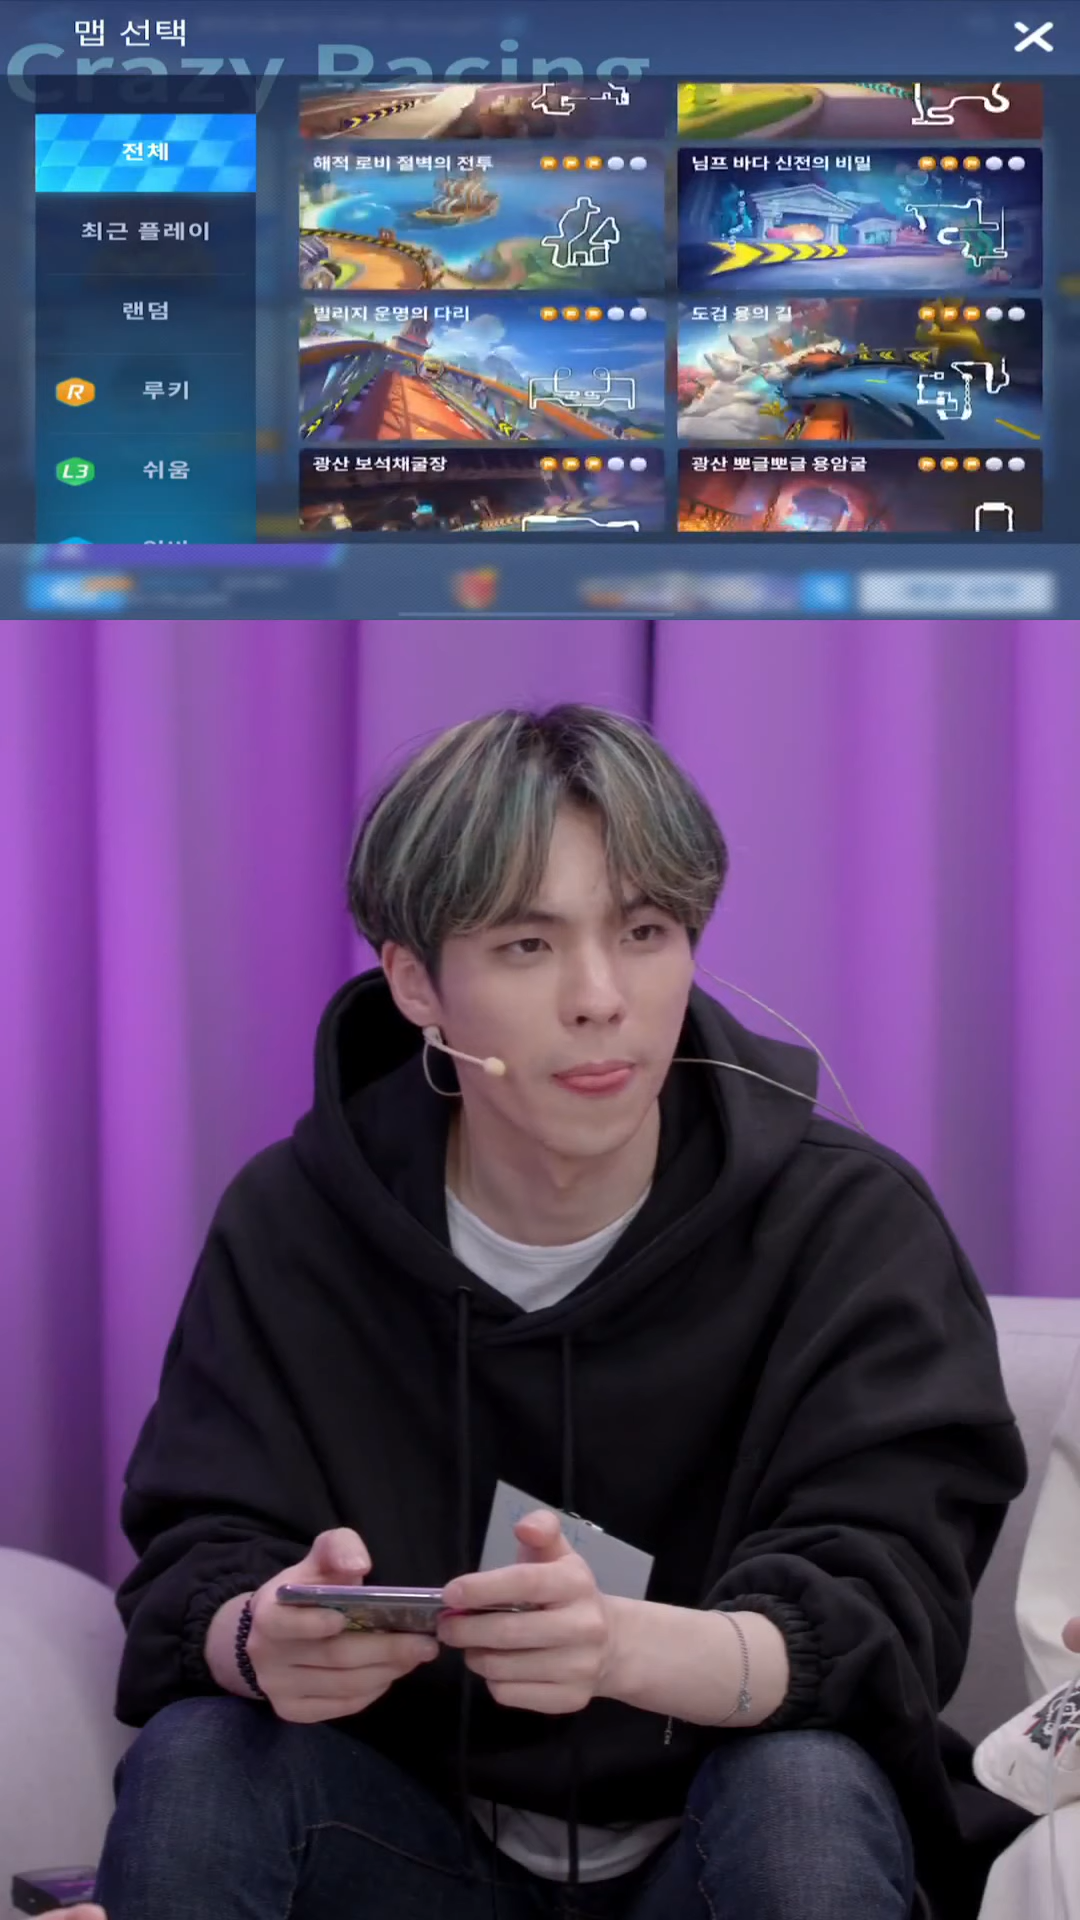 맵 선택
Crazy Racing
전체
최근 플레이
랜덤
R 루키
L3 쉬움
해적 로비 절벽의 전투
님프 바다 신전의 비밀
빌리지 운명의 다리
도검 용의 길
광산 보석채굴장
광산 뽀글뽀글 용암굴